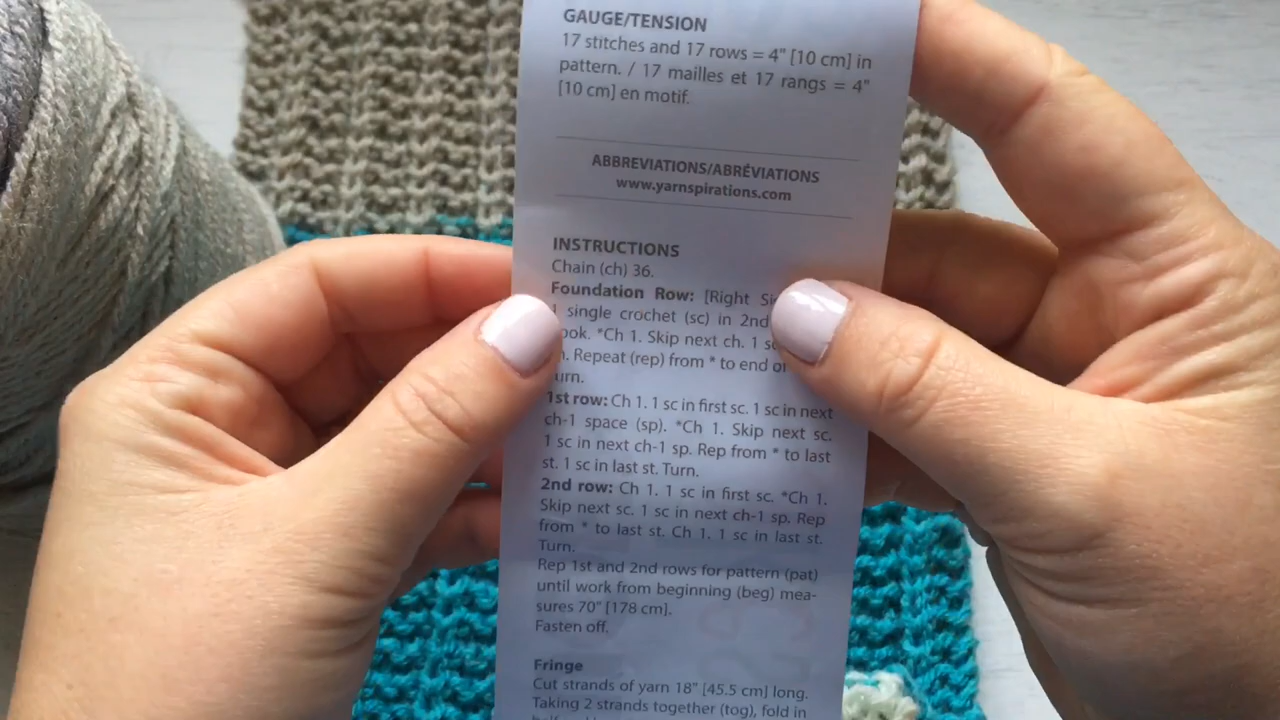 GAUGE/TENSION
17 stitches and 17 rows = 4" [10 cm] in
pattern. / 17 mailles et 17 rangs = 4"
[10 cm] en motif.
ABBREVIATIONS/ABRÉVIATIONS
www.yarnspirations.com
INSTRUCTIONS
Chain (ch) 36.
Foundation Row: [Right
1 single crochet (sc) in 2nd
*Ch 1. Skip next ch. 1
Repeat (rep) from * to end
1st row: Ch 1. 1 sc in first sc. 1 sc in next
ch-1 space (sp). *Ch 1. Skip next sc.
1 sc in next ch-1 sp. Rep from * to last
st. 1 sc in last st. Turn.
2nd row: Ch 1. 1 sc in first sc. *Ch 1.
Skip next sc. 1 sc in next ch-1 sp. Rep
from * to last st. Ch 1. 1 sc in last st.
Turn.
Rep 1st and 2nd rows for pattern (pat)
until work from beginning (beg) mea-
sures 70" [178 cm].
Fasten off.
Fringe
Cut strands of yarn 18" [45.5 cm] long.
Taking 2 strands together (tog), fold in